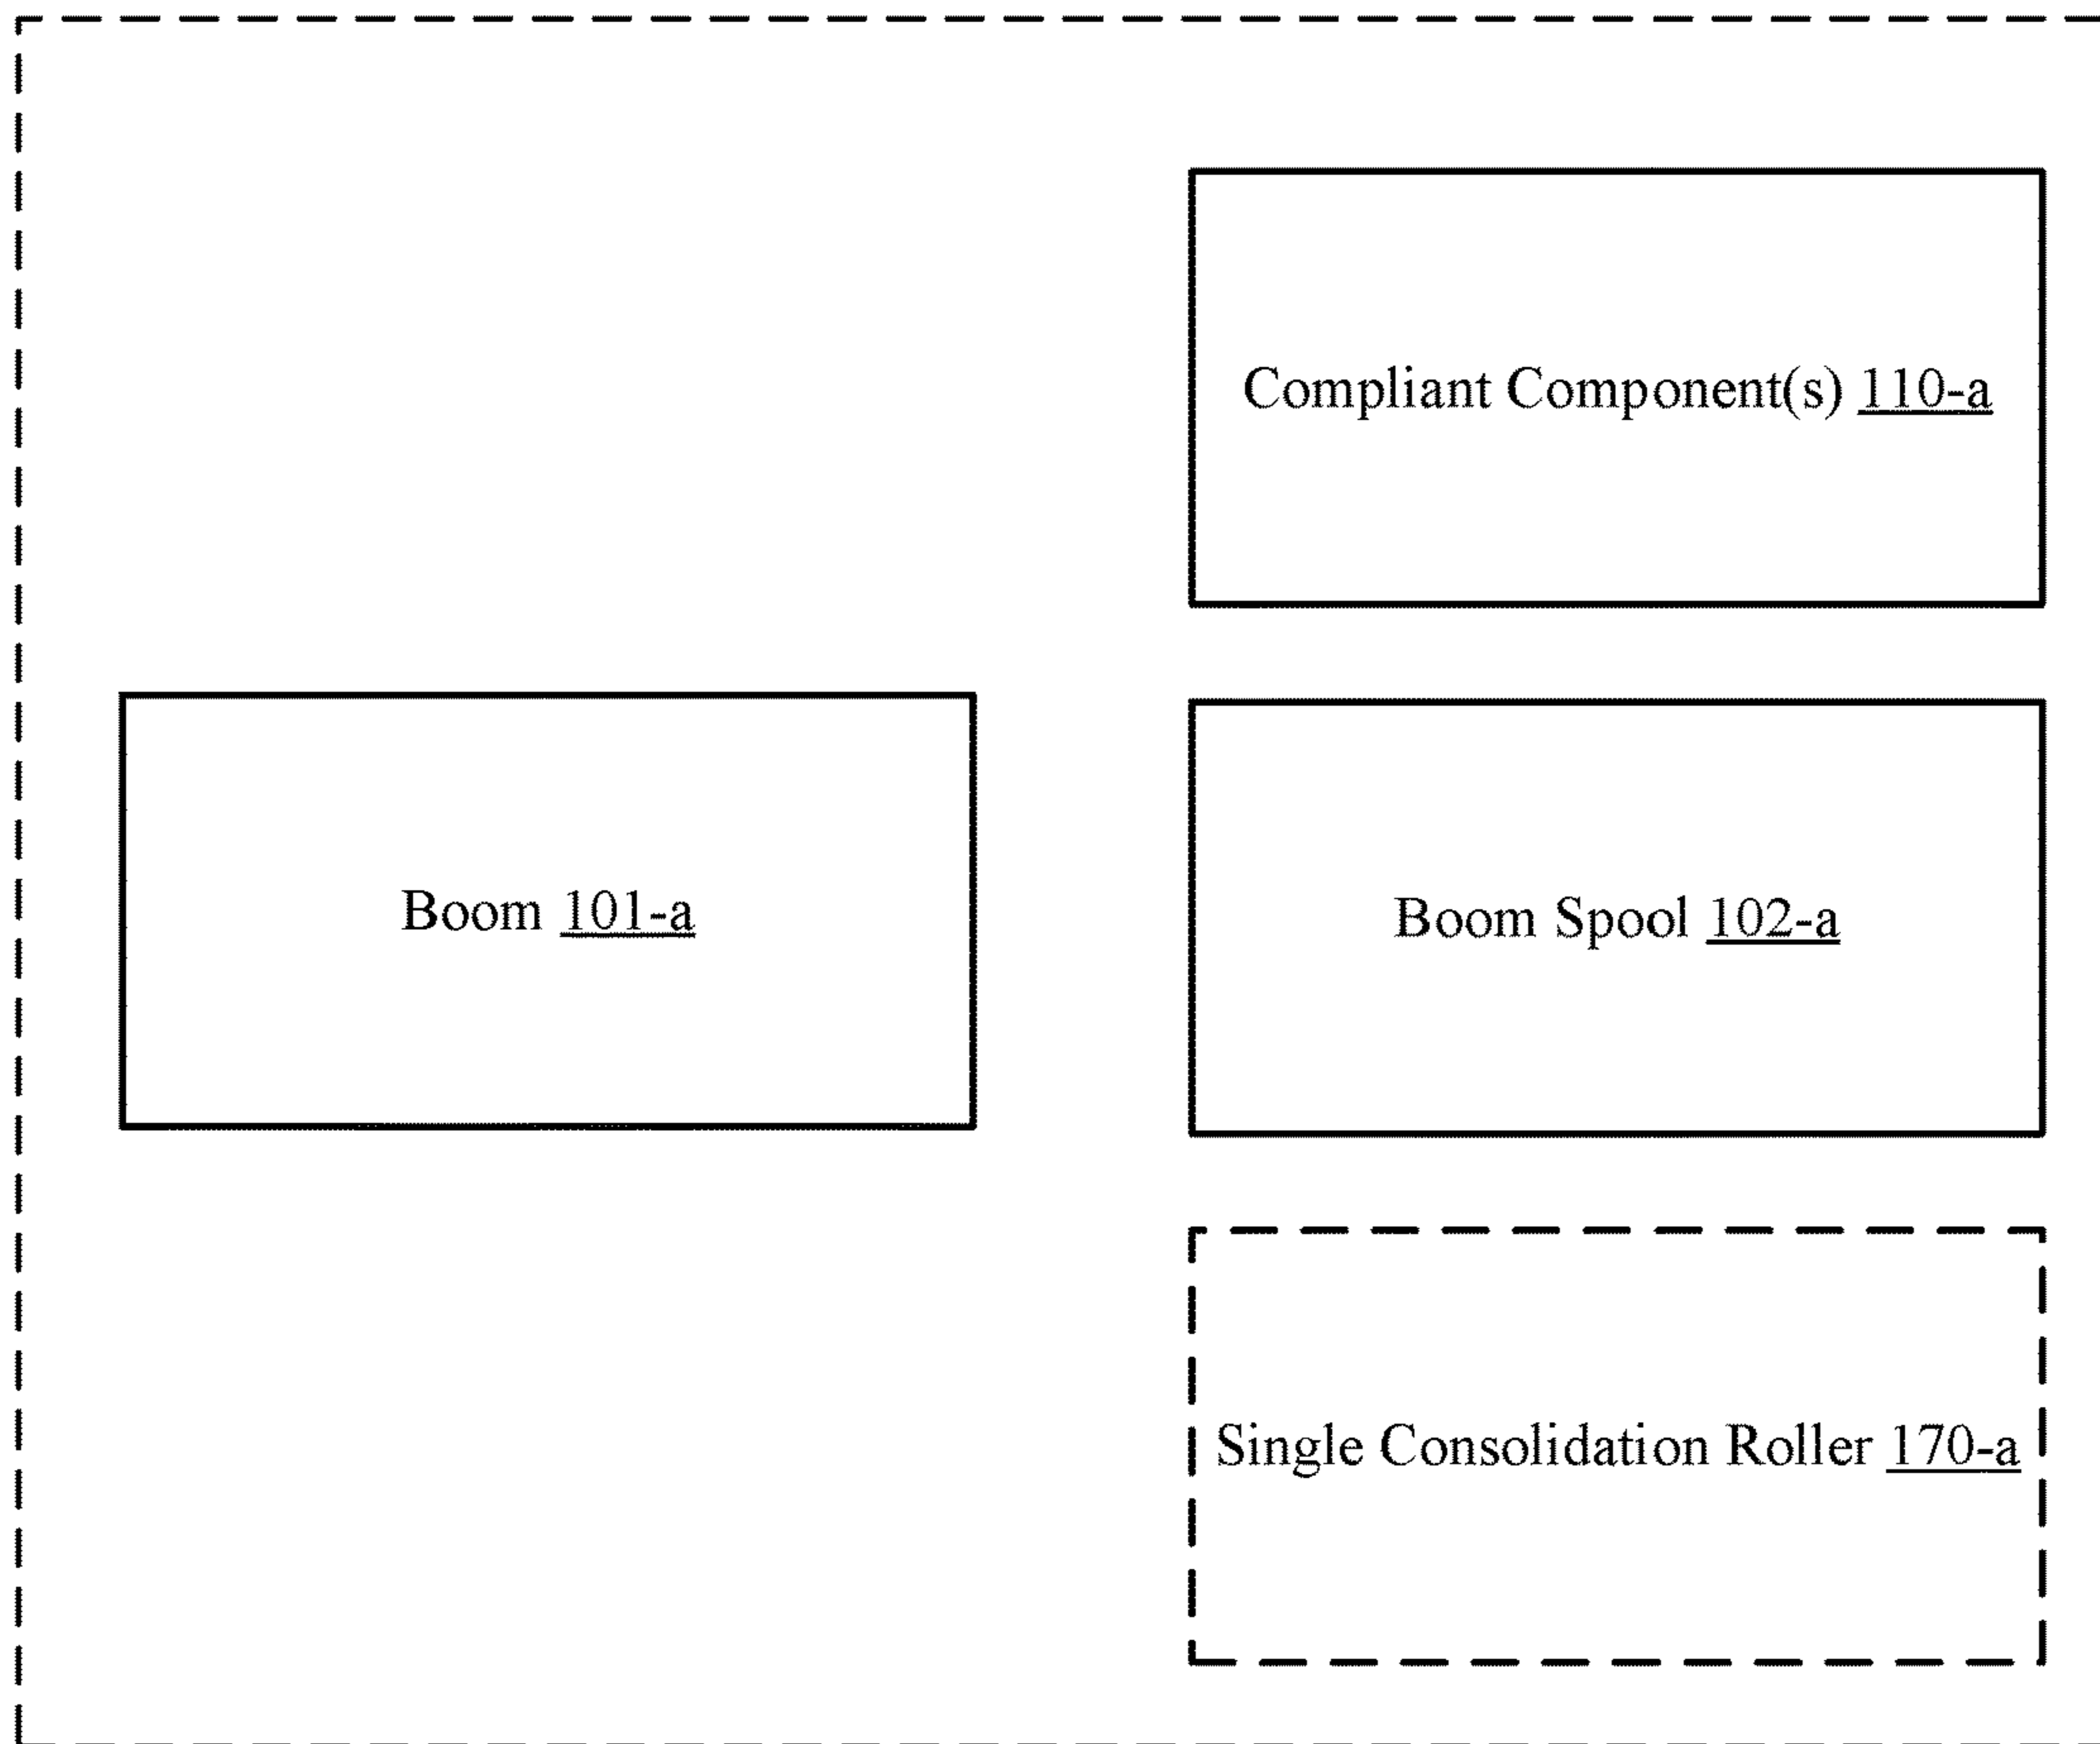 Compliant Component(s) 110-a
Boom 101-a
Boom Spool 102-a
Single Consolidation Roller 170-a